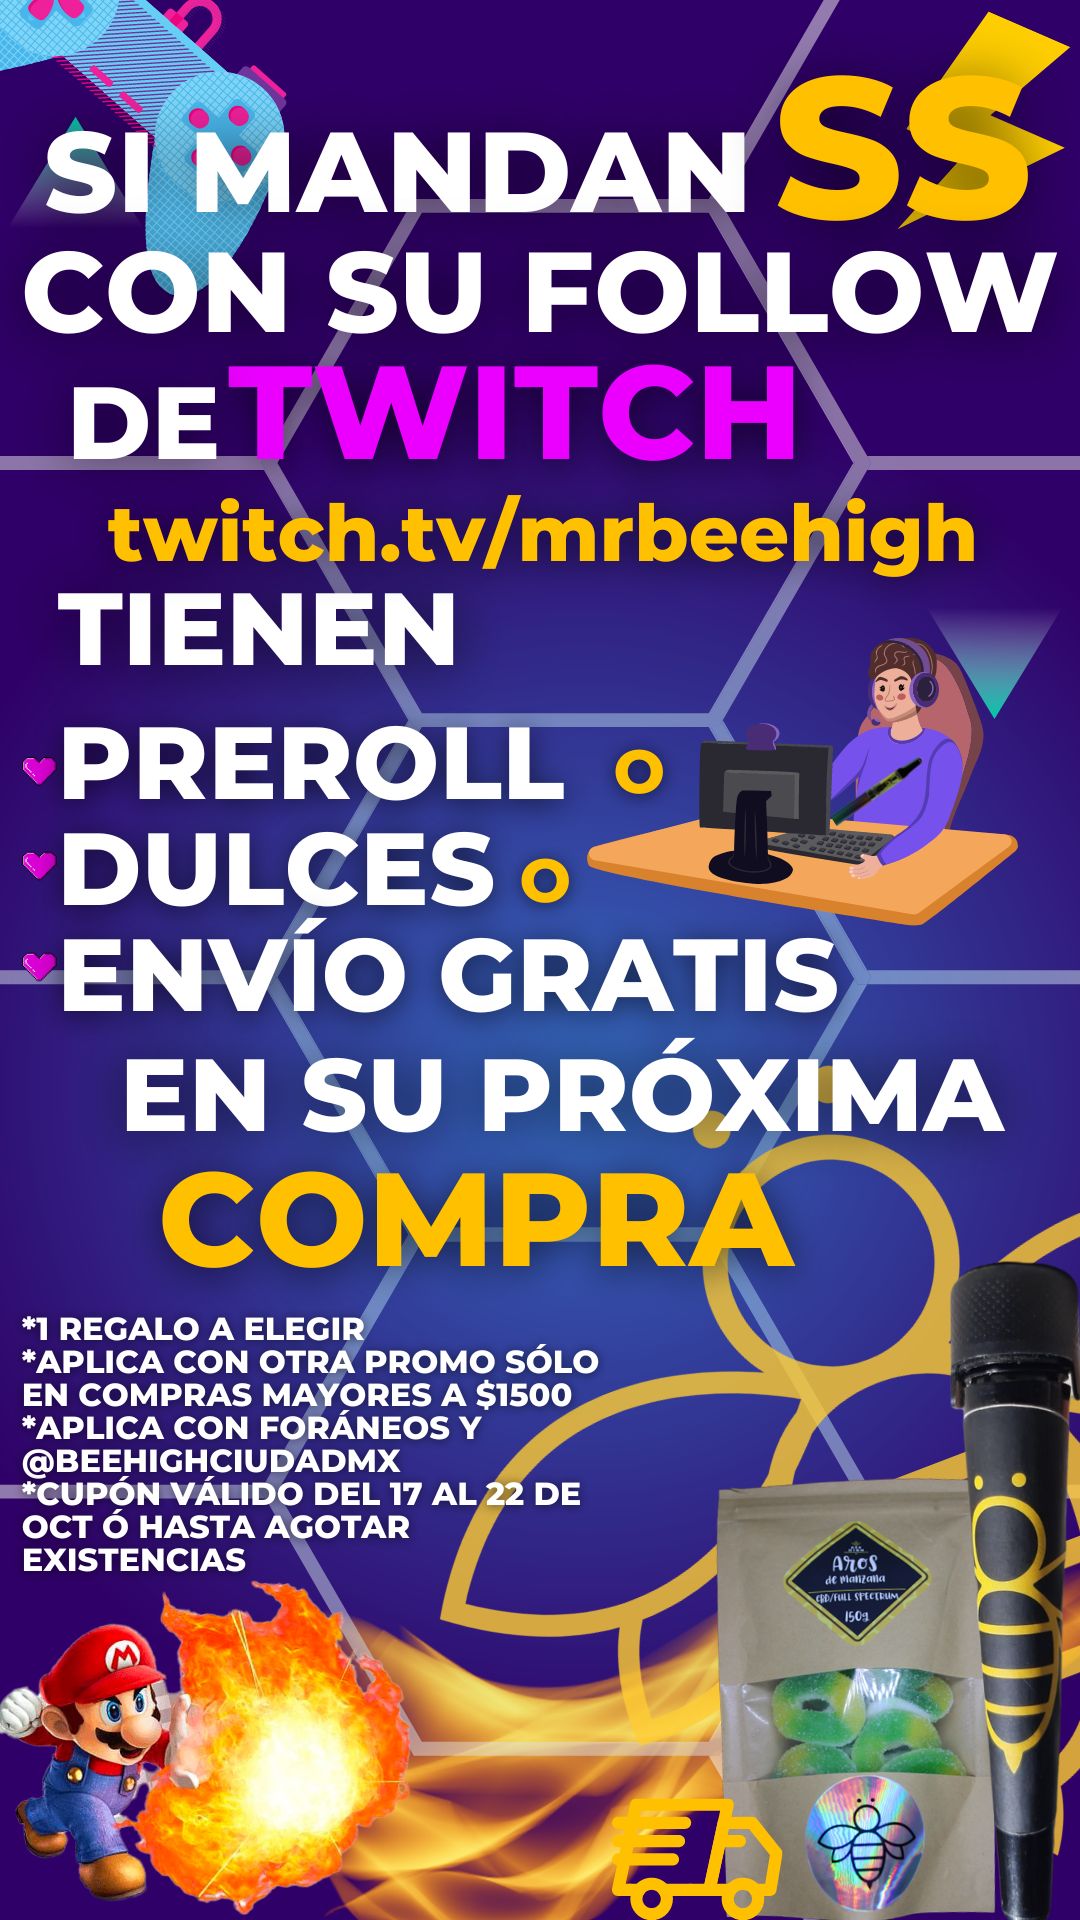 SI MANDAN SS
CON SU FOLLOW
DE TWITCH
twitch.tv/mrbeehigh
TIENEN
PREROLL o
DULCES o
ENVÍO GRATIS
EN SU PRÓXIMA
COMPRA
*1 REGALO A ELEGIR
*APLICA CON OTRA PROMO SÓLO
EN COMPRAS MAYORES A $1500
*APLICA CON FORÁNEOS Y
@BEEHIGHCIUDADMX
*CUPÓN VÁLIDO DEL 17 AL 22 DE
OCT Ó HASTA AGOTAR
EXISTENCIAS
M
Aros
de manzana
CBD/FULL SPECTRUM
150g